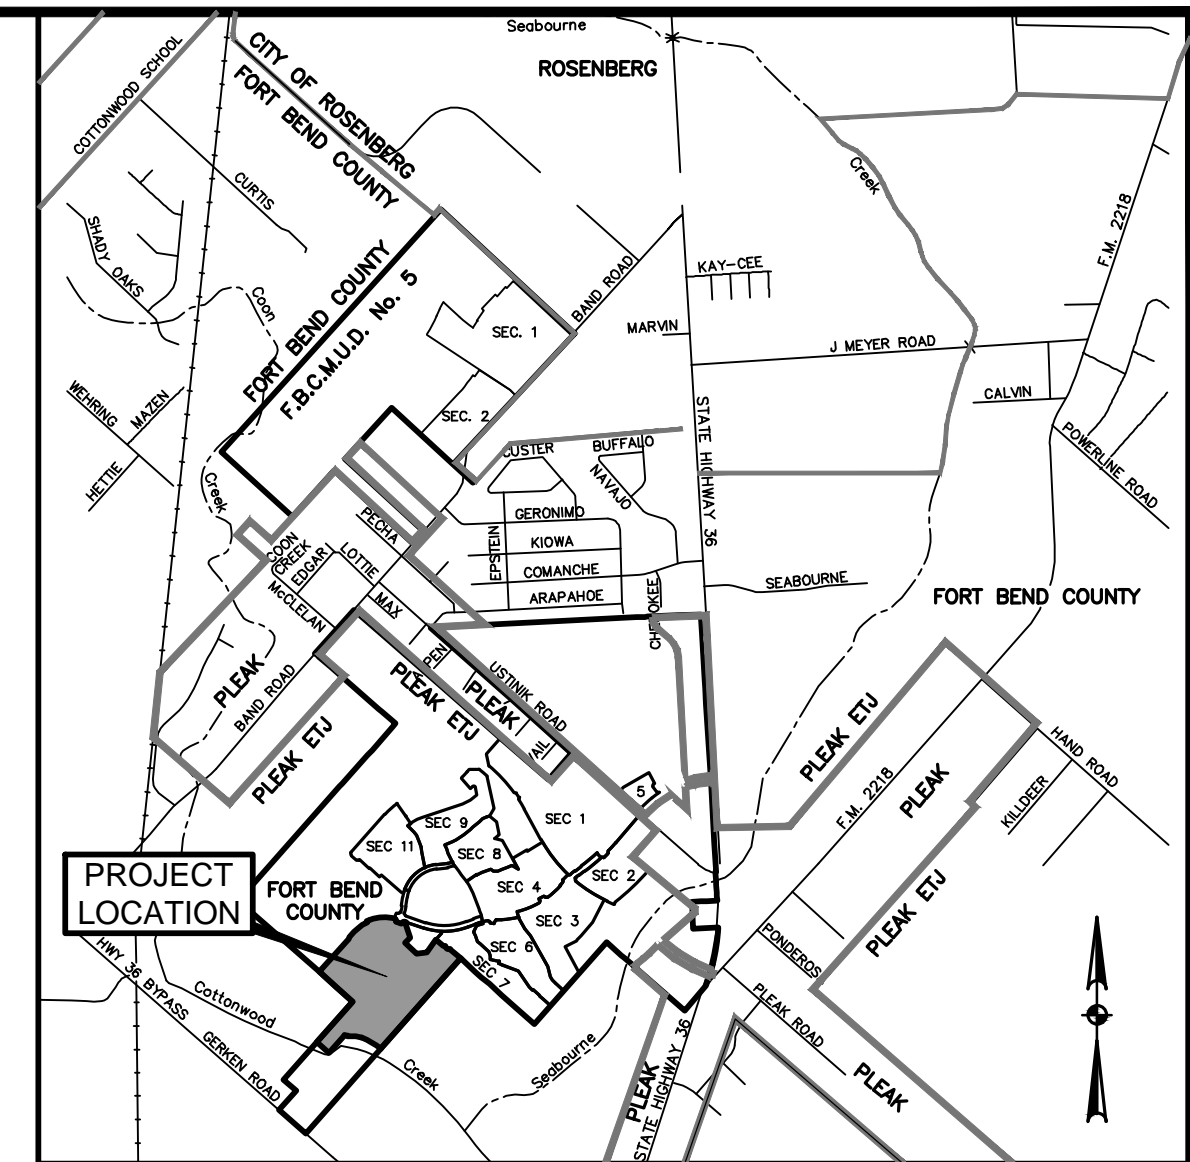 Seabourne
CITY OF ROSENBERG
FORT BEND COUNTY
ROSENBERG
COTTONWOOD SCHOOL
CURTIS
Creek
F.M. 2218
SHADY OAKS
Coon
FORT BEND COUNTY
F.B.C.M.U.D. No. 5
BAND ROAD
KAY-CEE
SEC. 1
MARVIN
J MEYER ROAD
WEHRING
MAZEN
HETTIE
SEC. 2
CALVIN
STATE HIGHWAY 36
POWERLINE ROAD
Creek
CUSTER
BUFFALO
NAVAJO
GERONIMO
KIOWA
EPSTEIN
COMANCHE
ARAPAHOE
CHEROKEE
SEABOURNE
PECHA
COON
CREEK
EDGAR
LOTTIE
McCLELAN
MAX
FORT BEND COUNTY
PLEAK
BAND ROAD
PLEAK ETJ
PLEAK ETJ
PLEAK
USTINIK ROAD
PLEAK ETJ
F.M. 2218
PLEAK
HAND ROAD
KILLDEER
5
SEC 1
SEC 9
SEC 11
SEC 8
SEC 4
SEC 2
SEC 3
SEC 6
SEC 7
PROJECT
LOCATION
FORT BEND
COUNTY
PLEAK ETJ
PONDEROS
HWY 36 BYPASS
GERKEN ROAD
Cottonwood
Creek
Seabourne
PLEAK ROAD
PLEAK
STATE HIGHWAY 36
PLEAK